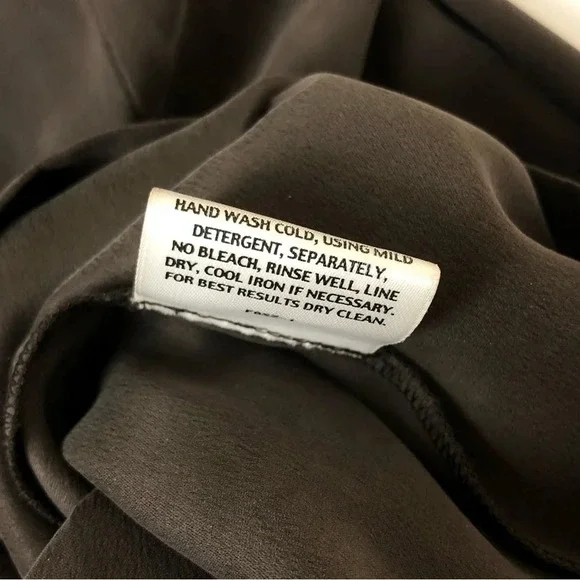 HAND WASH COLD, USING MILD
DETERGENT, SEPARATELY,
NO BLEACH, RINSE WELL, LINE
DRY, COOL IRON IF NECESSARY.
FOR BEST RESULTS DRY CLEAN.